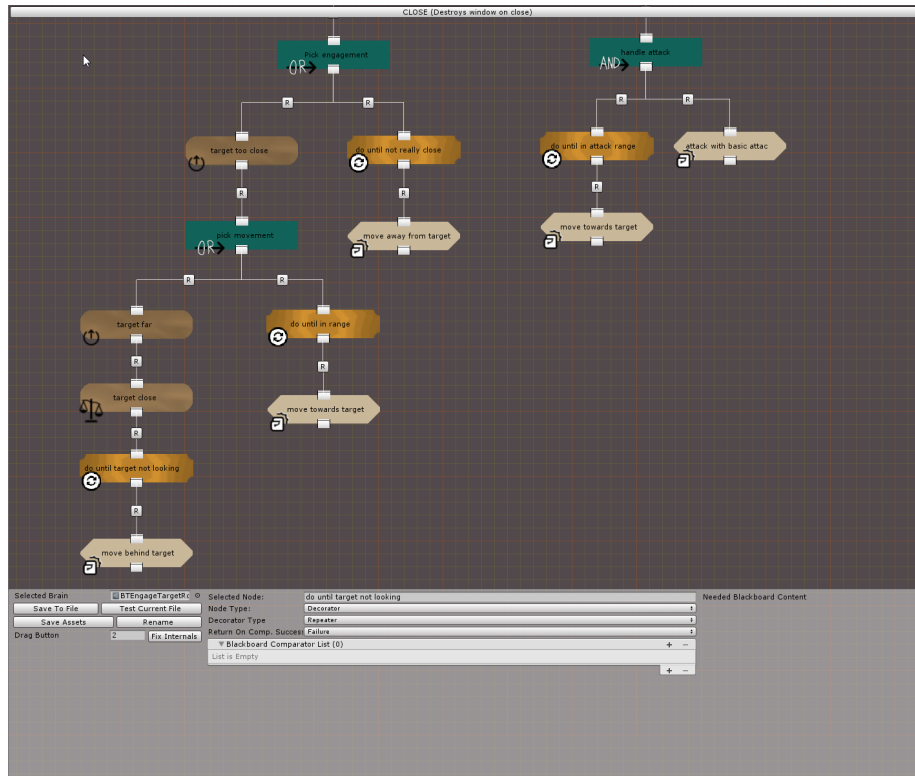 CLOSE (Destroys window on close)
Pick engagement
OR
handle attack
AND
R
R
R
R
target too close
do until not really close
do until in attack range
attack with basic attac
R
R
R
pick movement
OR
move away from target
move towards target
R
R
target far
do until in range
R
R
target close
move towards target
R
do until target not looking
R
move behind target
Selected Brain
BTEngageTargetRo
Selected Node:
do until target not looking
Needed Blackboard Content
Save To File
Test Current File
Node Type:
Decorator
Save Assets
Rename
Decorator Type
Repeater
Drag Button
2
Fix Internals
Return On Comp. Succes
Failure
Blackboard Comparator List (0)
+ −
List is Empty
+ −